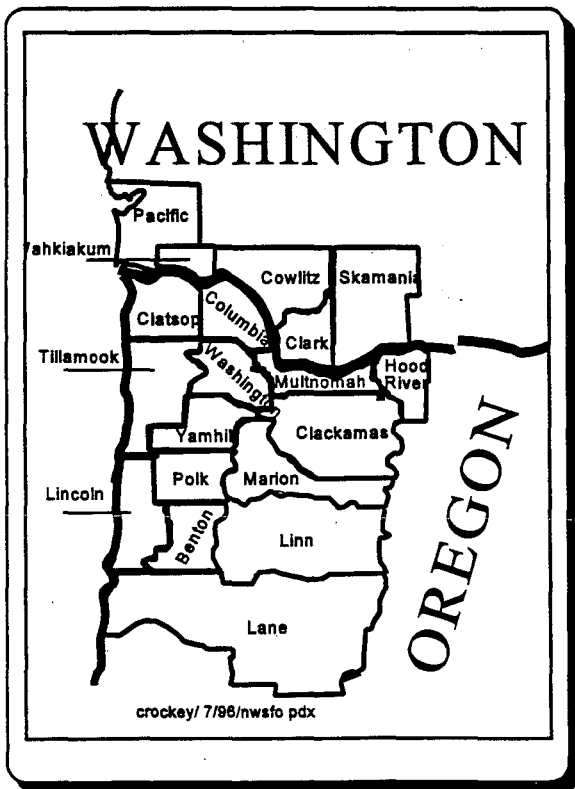 WASHINGTON
Pacific
ahkiakum
Cowlitz
Skamania
Clatsop
Columbia
Clark
Tillamook
Washington
Hood
River
Multnomah
Yamhill
Clackamas
Polk
Marion
Lincoln
Benton
Linn
OREGON
Lane
crockey/ 7/96/nwsfo pdx